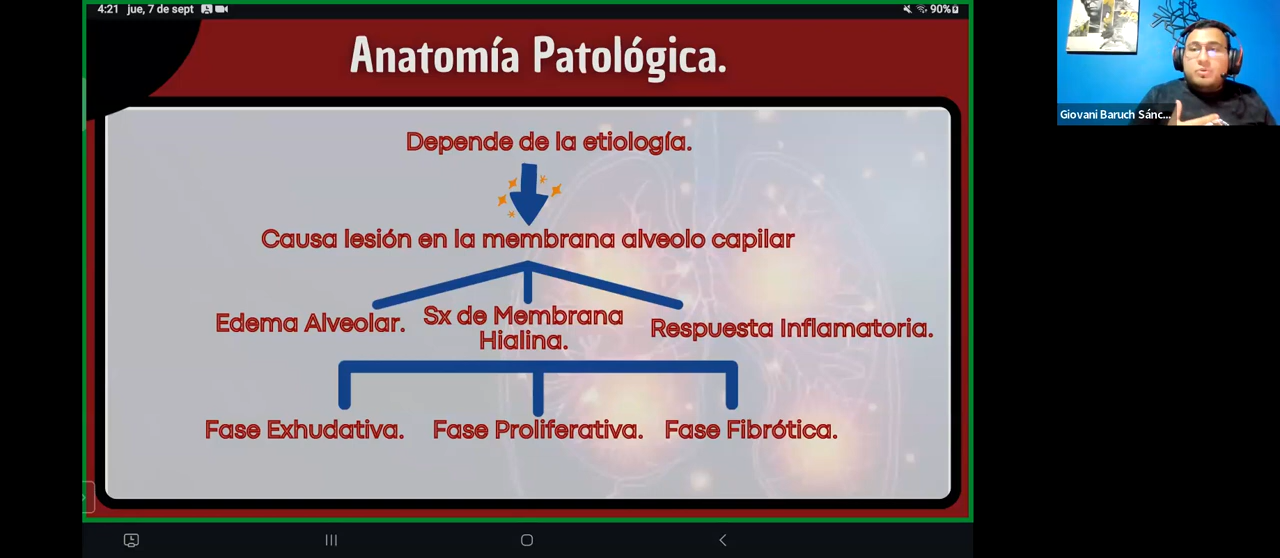 4:21 jue, 7 de sept
90%
Anatomía Patológica.
Depende de la etiología.
Causa lesión en la membrana alveolo capilar
Edema Alveolar.
Sx de Membrana
Hialina.
Respuesta Inflamatoria.
Fase Exhudativa.
Fase Proliferativa.
Fase Fibrótica.
Giovani Baruch Sánc...